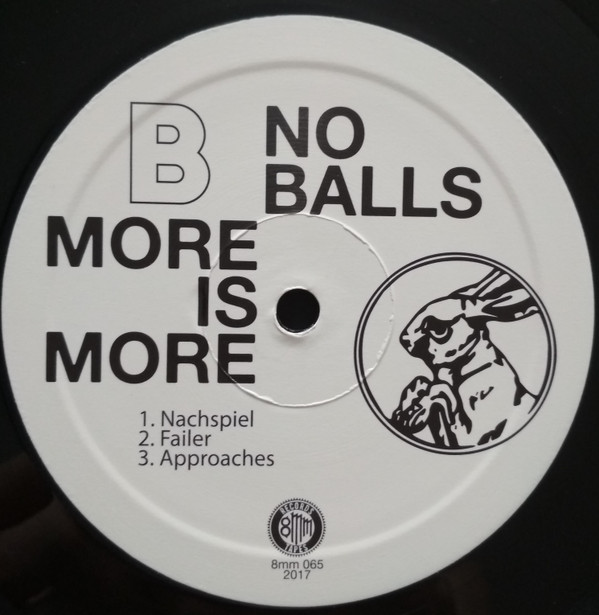 B
NO
BALLS
MORE
IS
MORE
1. Nachspiel
2. Failer
3. Approaches
RECORDS
8mm
TAPES
8mm 065
2017